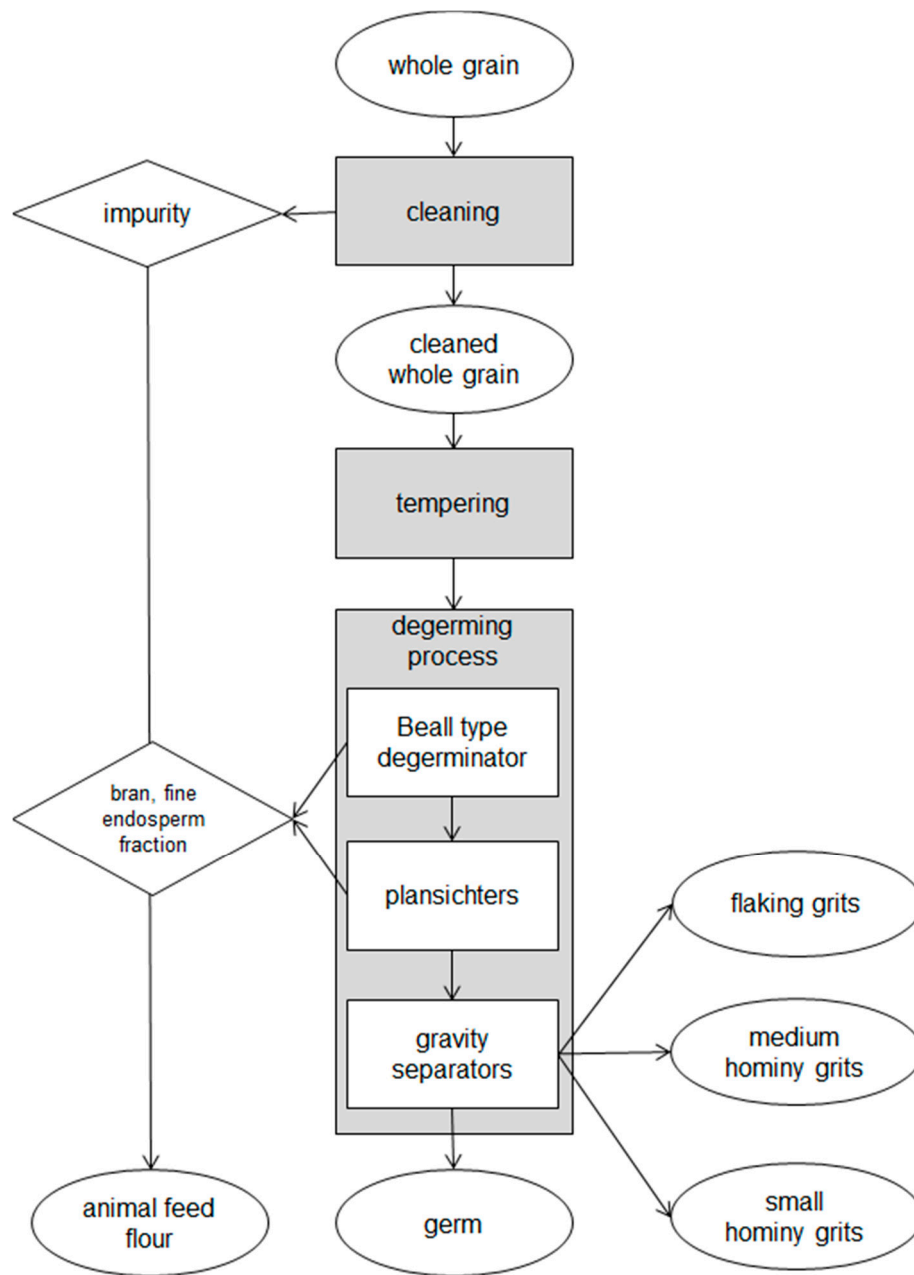 whole grain
impurity
cleaning
cleaned
whole grain
tempering
degerming
process
Beall type
degerminator
bran, fine
endosperm
fraction
plansichters
flaking grits
gravity
separators
medium
hominy grits
animal feed
flour
germ
small
hominy grits